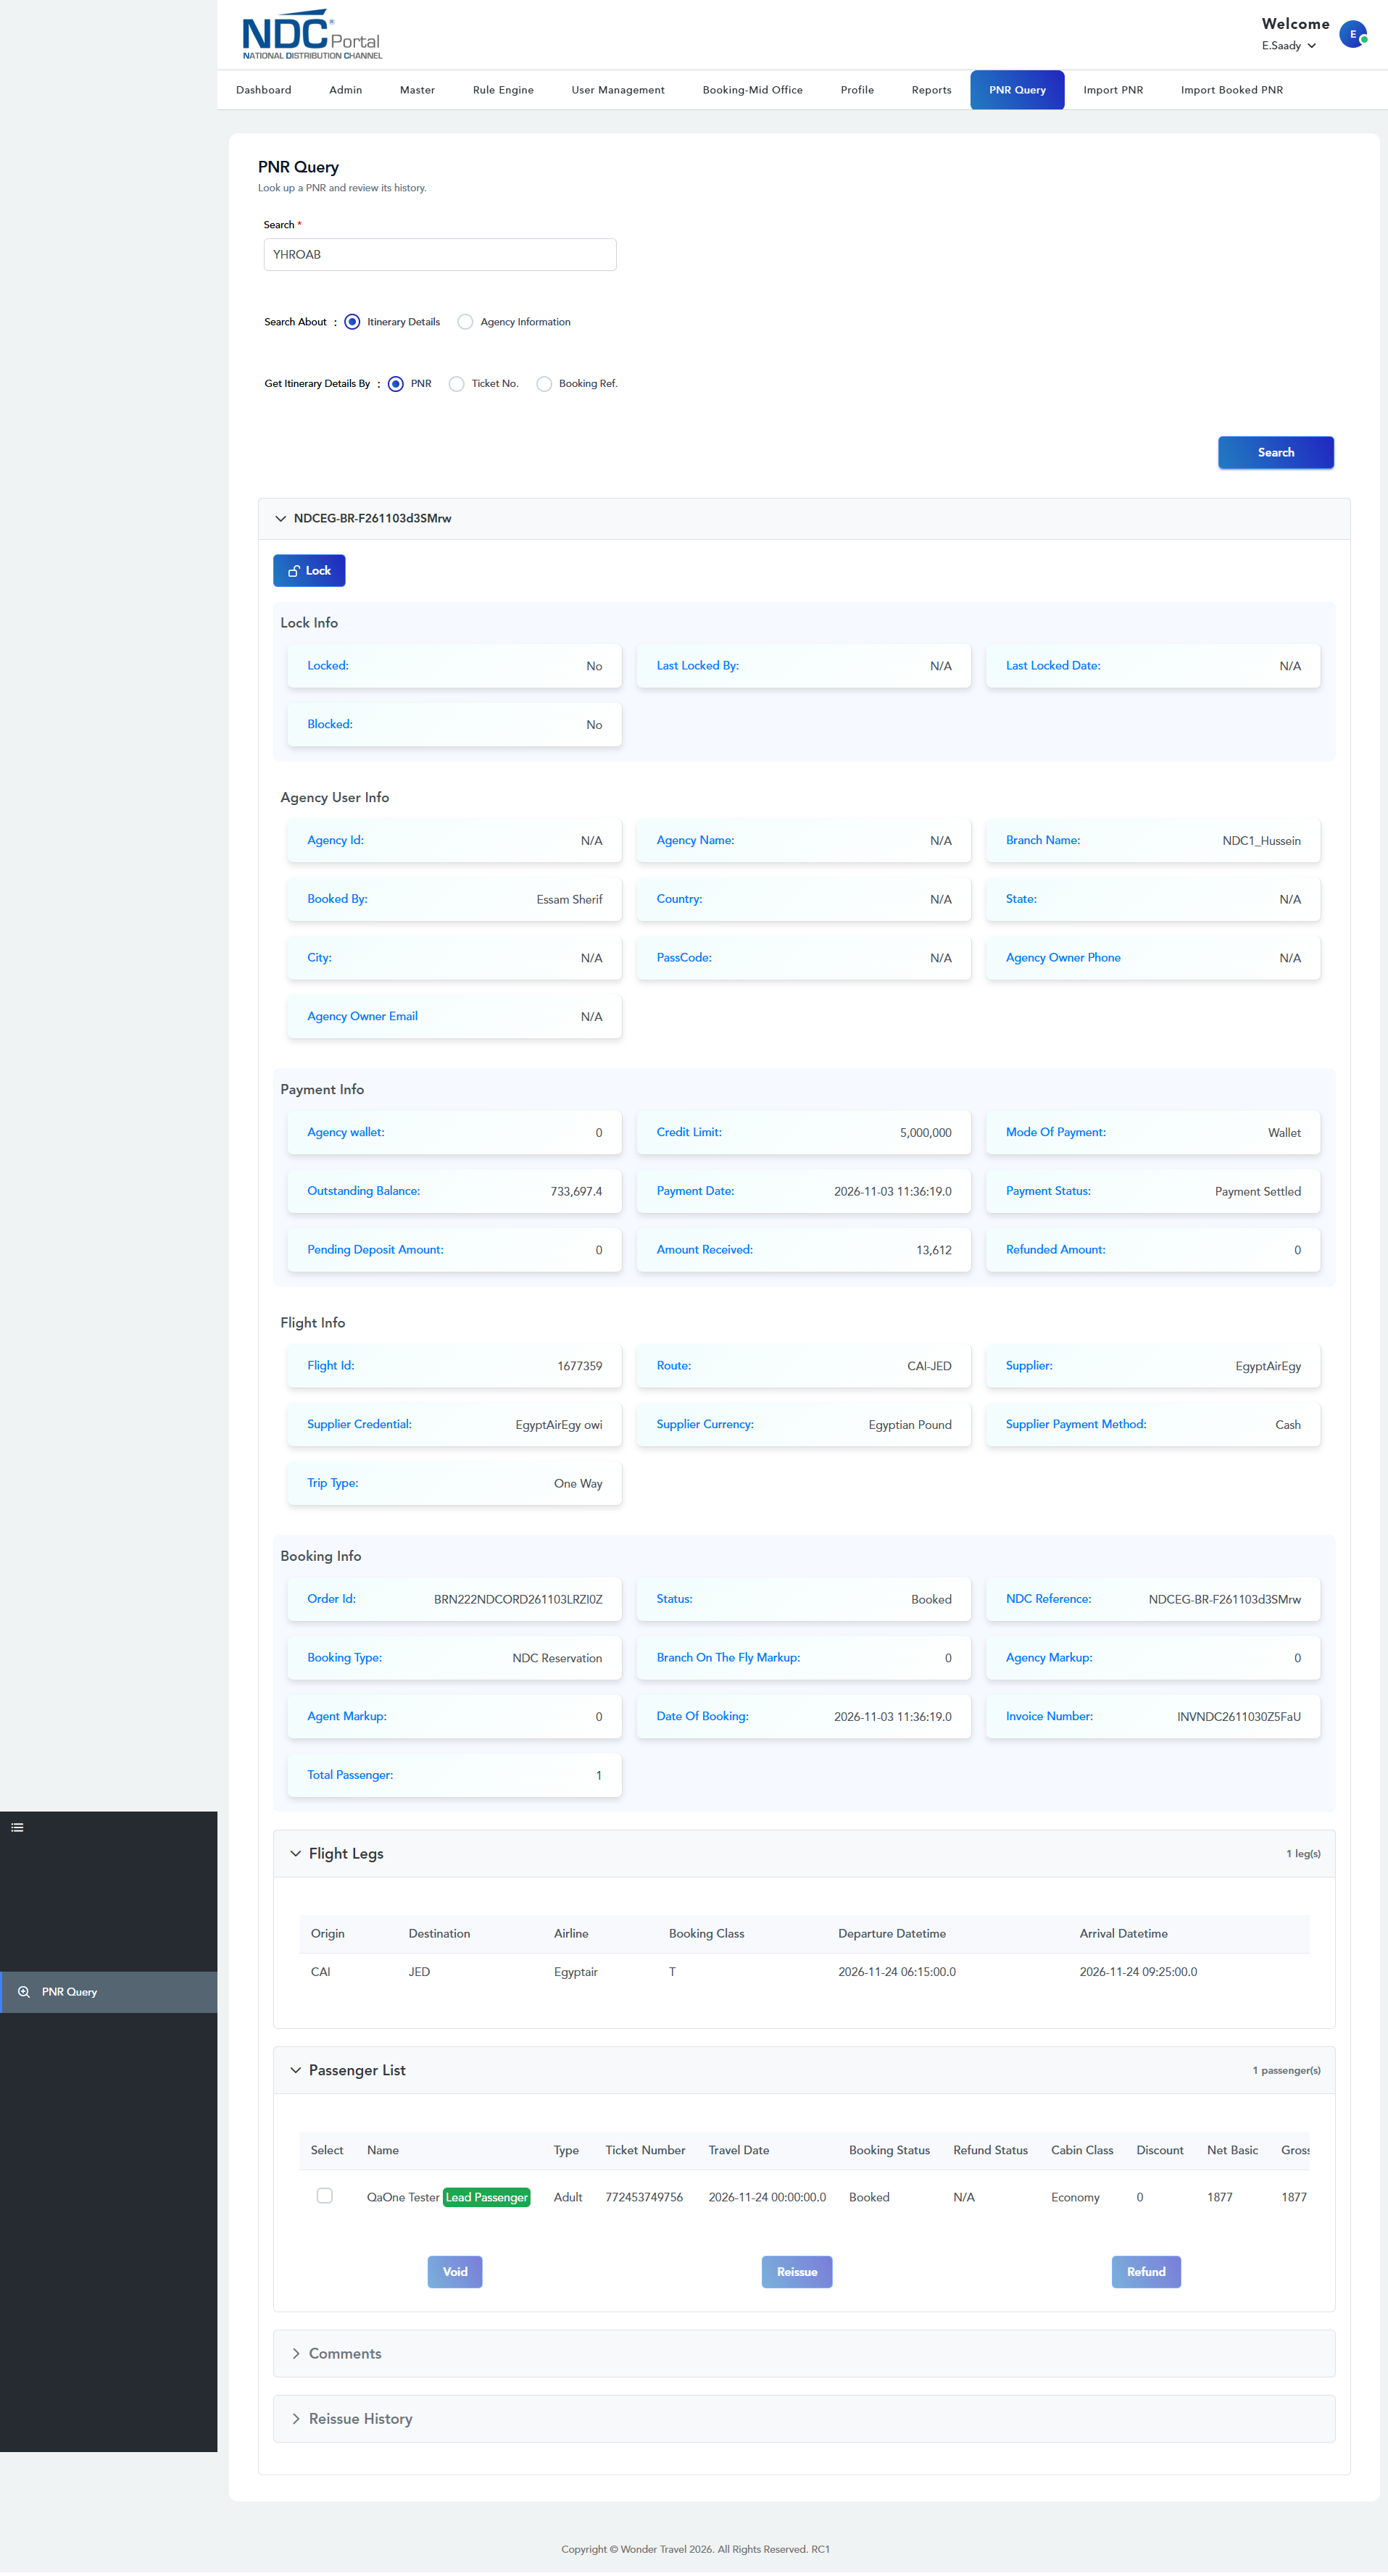 NDC Portal
NATIONAL DISTRIBUTION CHANNEL
Welcome
E.Saady
E
Dashboard Admin Master Rule Engine User Management Booking-Mid Office Profile Reports PNR Query Import PNR Import Booked PNR
PNR Query
Look up a PNR and review its history.
Search *
YHROAB
Search About : Itinerary Details Agency Information
Get Itinerary Details By : PNR Ticket No. Booking Ref.
Search
NDCEG-BR-F261103d3SMrw
Lock
Lock Info
Locked: No Last Locked By: N/A Last Locked Date: N/A
Blocked: No
Agency User Info
Agency Id: N/A Agency Name: N/A Branch Name: NDC1_Hussein
Booked By: Essam Sherif Country: N/A State: N/A
City: N/A PassCode: N/A Agency Owner Phone N/A
Agency Owner Email N/A
Payment Info
Agency wallet: 0 Credit Limit: 5,000,000 Mode Of Payment: Wallet
Outstanding Balance: 733,697.4 Payment Date: 2026-11-03 11:36:19.0 Payment Status: Payment Settled
Pending Deposit Amount: 0 Amount Received: 13,612 Refunded Amount: 0
Flight Info
Flight Id: 1677359 Route: CAI-JED Supplier: EgyptAirEgy
Supplier Credential: EgyptAirEgy owi Supplier Currency: Egyptian Pound Supplier Payment Method: Cash
Trip Type: One Way
Booking Info
Order Id: BRN222NDCORD261103LRZI0Z Status: Booked NDC Reference: NDCEG-BR-F261103d3SMrw
Booking Type: NDC Reservation Branch On The Fly Markup: 0 Agency Markup: 0
Agent Markup: 0 Date Of Booking: 2026-11-03 11:36:19.0 Invoice Number: INVNDC2611030Z5FaU
Total Passenger: 1
Flight Legs 1 leg(s)
Origin Destination Airline Booking Class Departure Datetime Arrival Datetime
CAI JED Egyptair T 2026-11-24 06:15:00.0 2026-11-24 09:25:00.0
PNR Query
Passenger List 1 passenger(s)
Select Name Type Ticket Number Travel Date Booking Status Refund Status Cabin Class Discount Net Basic Gross
QaOne Tester Lead Passenger Adult 772453749756 2026-11-24 00:00:00.0 Booked N/A Economy 0 1877 1877
Void Reissue Refund
Comments
Reissue History
Copyright © Wonder Travel 2026. All Rights Reserved. RC1